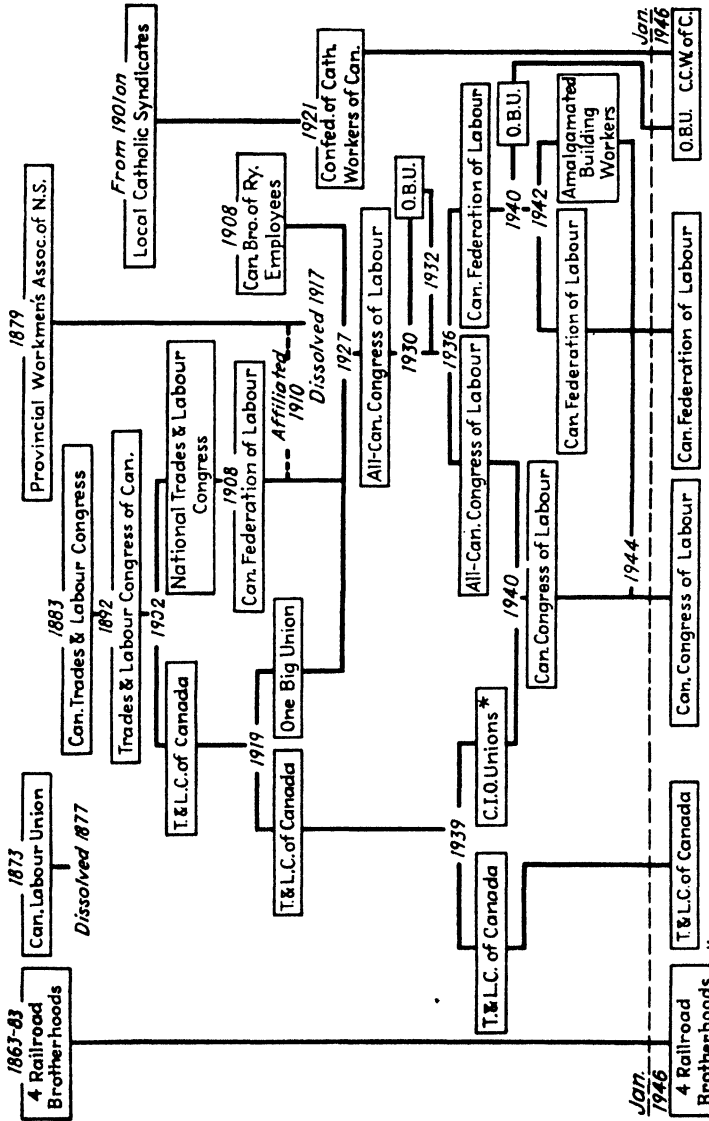 1863-83
4 Railroad
Brotherhoods
1873
Can. Labour Union
Dissolved 1877
1883
Can. Trades & Labour Congress
1892
Trades & Labour Congress of Can.
1902
1879
Provincial Workmen's Assoc. of N.S.
From 1901 on
Local Catholic Syndicates
T.& L.C. of Canada
National Trades & Labour
Congress
1908
Can. Federation of Labour
Affiliated
1910
Dissolved 1917
1908
Can. Bro. of Ry.
Employees
1921
Confed. of Cath.
Workers of Can.
1919
T.& L.C. of Canada
One Big Union
1927
All-Can. Congress of Labour
1930
O.B.U.
1932
1936
1939
T.& L.C. of Canada
C.I.O. Unions *
All-Can. Congress of Labour
Can. Federation of Labour
1940
Can. Congress of Labour
1940
O.B.U.
1942
Can. Federation of Labour
Amalgamated
Building
Workers
1944
Jan.
1946
Jan.
1946
4 Railroad
Brotherhoods
T.& L.C. of Canada
Can. Congress of Labour
Can. Federation of Labour
O.B.U. C.C.W. of C.